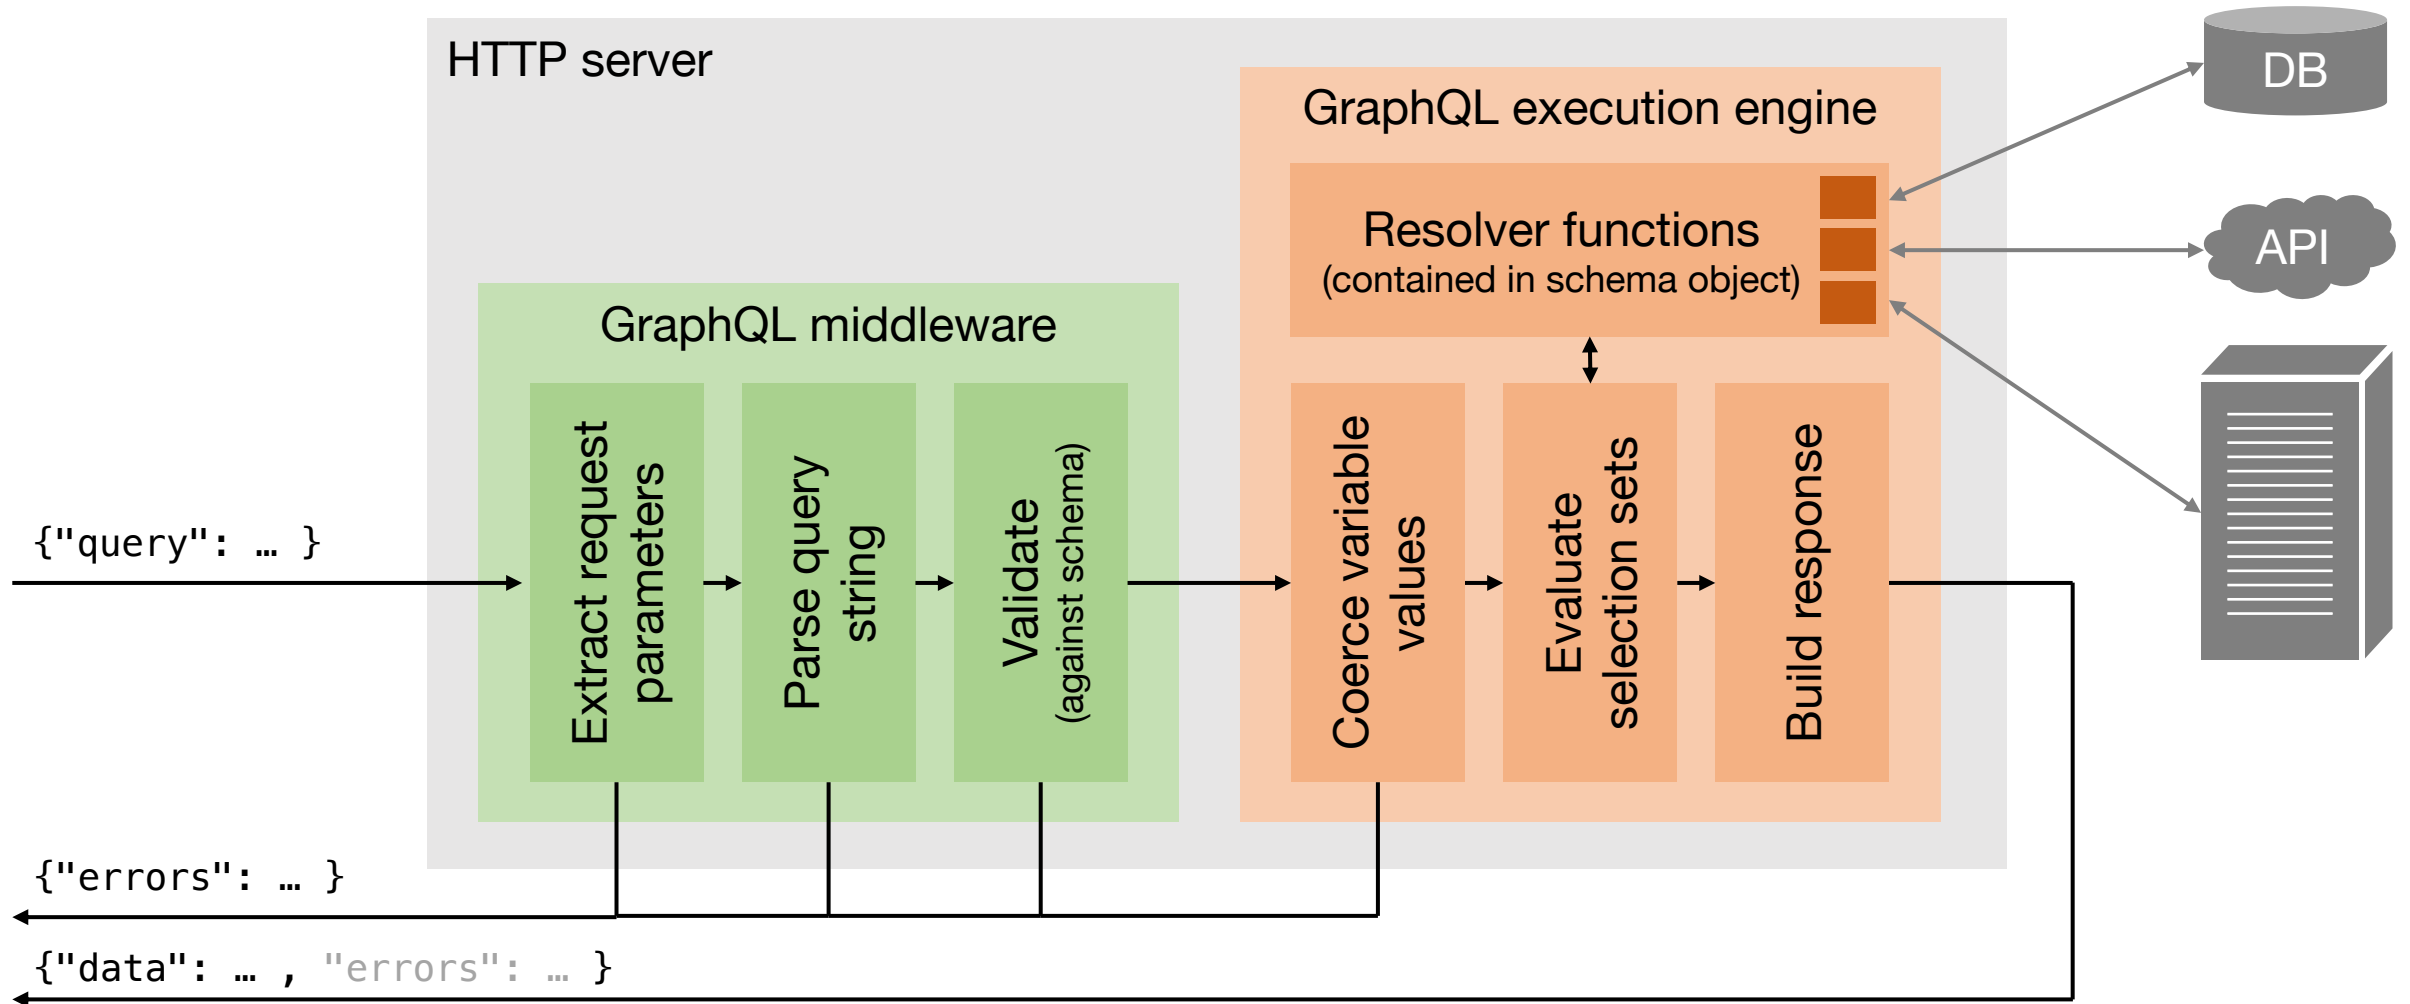 HTTP server
GraphQL execution engine
DB
Resolver functions
(contained in schema object)
API
GraphQL middleware
{"query": … }
Extract request
parameters
Parse query
string
Validate
(against schema)
Coerce variable
values
Evaluate
selection sets
Build response
{"errors": … }
{"data": … , "errors": … }